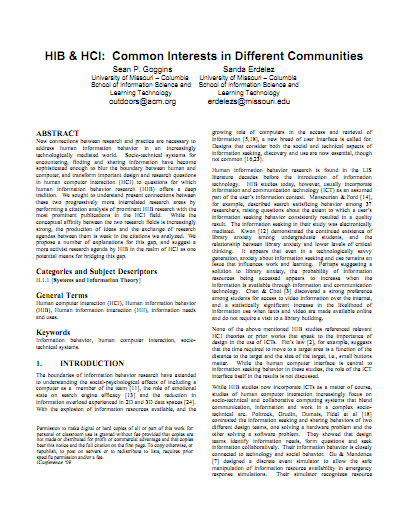 HIB & HCI: Common Interests in Different Communities
Sean P. Goggins
University of Missouri – Columbia
School of Information Science and
Learning Technology
outdoors@acm.org
Sanda Erdelez
University of Missouri – Columbia
School of Information Science and
Learning Technology
erdelezs@missouri.edu
ABSTRACT
New connections between research and practice are necessary to
address human information behavior in an increasingly
technologically mediated world. Socio-technical systems for
encountering, finding and sharing information have become
sophisticated enough to blur the boundary between human and
computer, and transform important design and research questions
in human computer interaction (HCI) to questions for which
human information behavior research (HIB) offers a deep
tradition. We sought to understand present connections between
these two progressively more interrelated research areas by
performing a citation analysis of prominent HIB research with the
most prominent publications in the HCI field. While the
conceptual affinity between the two research fields is increasingly
strong, the production of ideas and the exchange of research
agendas between them is weak in the citations we analyzed. We
propose a number of explanations for this gap, and suggest a
more activist research agenda by HIB in the realm of HCI as one
potential means for bridging this gap.
Categories and Subject Descriptors
H.1.1 [Systems and Information Theory]
General Terms
Human computer interaction (HCI), Human information behavior
(HIB), Human Information interaction (HII), information needs
and uses.
Keywords
Information behavior, human computer interaction, socio-
technical systems.
1. INTRODUCTION
The boundaries of information behavior research have extended
to understanding the social-psychological effects of including a
computer as a member of the team [11], the role of emotional
state on search engine efficacy [13] and the reduction in
information overload experienced in 2D and 3D data spaces [24].
With the explosion of information resources available, and the
Permission to make digital or hard copies of all or part of this work for
personal or classroom use is granted without fee provided that copies are
not made or distributed for profit or commercial advantage and that copies
bear this notice and the full citation on the first page. To copy otherwise, or
republish, to post on servers or to redistribute to lists, requires prior
specific permission and/or a fee.
iConference '09
growing role of computers in the access and retrieval of
information [5,18], a new breed of user interface is called for.
Designs that consider both the social and technical aspects of
information seeking, discovery and use are now essential, though
not common [16,23].
Human information behavior research is found in the LIS
literature decades before the introduction of information
technology. HIB studies today, however, usually incorporate
information and communication technology (ICT) as an assumed
part of the user's information context. Mansourian & Ford [14],
for example, describe search satisficing behavior among 37
researchers, raising questions about the extent to which a user's
information seeking behavior consistently resulted in a quality
result. The information seeking in their study was electronically
mediated. Kwon [12] demonstrated the continued existence of
library anxiety among undergraduate students, and the
relationship between library anxiety and lower levels of critical
thinking. It appears that even in a technologically savvy
generation, anxiety about information seeking and use remains an
issue that influences work and learning. Perhaps suggesting a
solution to library anxiety, the probability of information
resources being accessed appears to increase when the
information is available through information and communication
technology. Chen & Choi [3] discovered a strong preference
among students for access to video information over the internet,
and a statistically significant increase in the likelihood of
information use when texts and video are made available online
and do not require a visit to a library building.
None of the above mentioned HIB studies referenced relevant
HCI theories or prior works that speak to the importance of
design in the use of ICTs. Fitt's law [2], for example, suggests
that the time required to move to a target area is a function of the
distance to the target and the size of the target, i.e., small buttons
matter. While the human computer interface is central to
information seeking behavior in these studies, the role of the ICT
interface itself in the results is not discussed.
While HIB studies now incorporate ICTs as a matter of course,
studies of human computer interaction increasingly focus on
socio-technical and collaborative computing systems that blend
communication, information and work in a complex socio-
technical arc. Poltrock, Grudin, Dumais, Fidel et al [18]
contrasted the information seeking and sharing behaviors of two
different design teams, one solving a hardware problem and the
other solving a software problem. They showed that design
teams identify information needs, form questions and seek
information collaboratively. Their information behavior is closely
connected to technology and social behavior. Gu & Mendonca
[7] designed a discrete event simulator to allow the safe
manipulation of information resource availability in emergency
response simulations. Their simulator recognizes resource